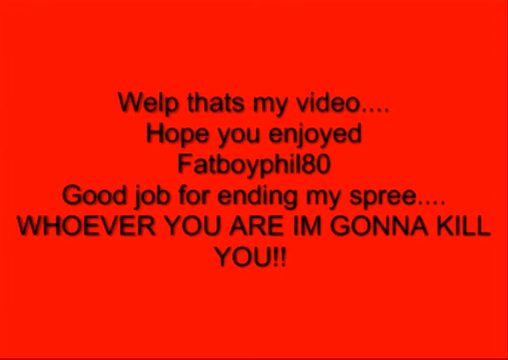 Welp thats my video....
Hope you enjoyed
Fatboyphil80
Good job for ending my spree....
WHOEVER YOU ARE IM GONNA KILL
YOU!!